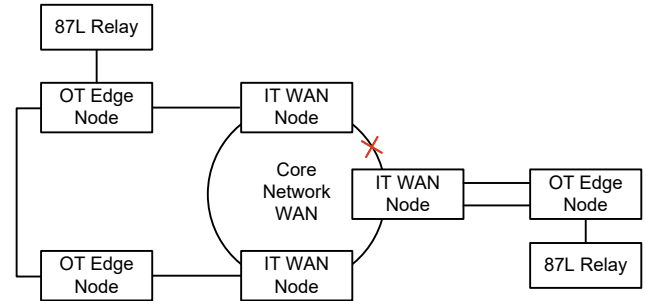 87L Relay
OT Edge
Node
IT WAN
Node
Core
Network
WAN
IT WAN
Node
OT Edge
Node
OT Edge
Node
IT WAN
Node
87L Relay